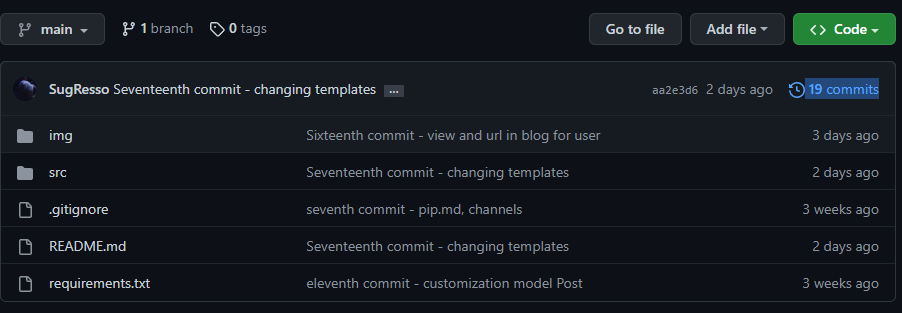 main 1 branch 0 tags Go to file Add file Code
SugResso Seventeenth commit - changing templates ... aa2e3d6 2 days ago 19 commits
img Sixteenth commit - view and url in blog for user 3 days ago
src Seventeenth commit - changing templates 2 days ago
.gitignore seventh commit - pip.md, channels 3 weeks ago
README.md Seventeenth commit - changing templates 2 days ago
requirements.txt eleventh commit - customization model Post 3 weeks ago